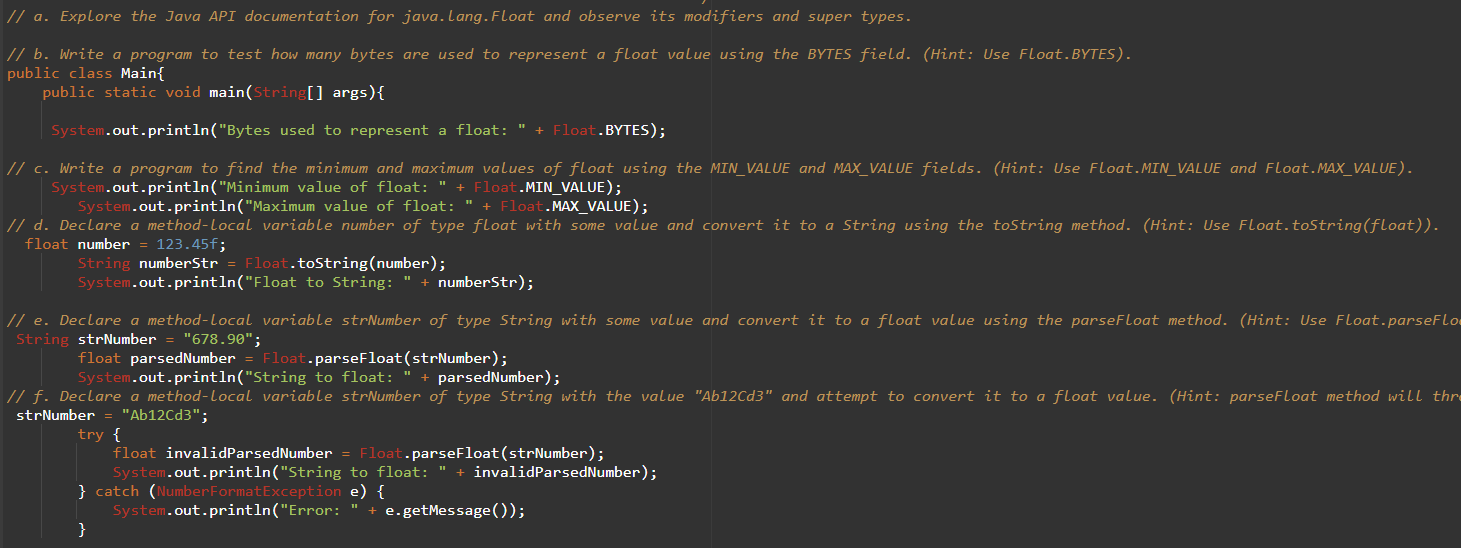 // a. Explore the Java API documentation for java.lang.Float and observe its modifiers and super types.
// b. Write a program to test how many bytes are used to represent a float value using the BYTES field. (Hint: Use Float.BYTES).
public class Main{
public static void main(String[] args){
System.out.println("Bytes used to represent a float: " + Float.BYTES);
// c. Write a program to find the minimum and maximum values of float using the MIN_VALUE and MAX_VALUE fields. (Hint: Use Float.MIN_VALUE and Float.MAX_VALUE).
System.out.println("Minimum value of float: " + Float.MIN_VALUE);
System.out.println("Maximum value of float: " + Float.MAX_VALUE);
// d. Declare a method-local variable number of type float with some value and convert it to a String using the toString method. (Hint: Use Float.toString(float)).
float number = 123.45f;
String numberStr = Float.toString(number);
System.out.println("Float to String: " + numberStr);
// e. Declare a method-local variable strNumber of type String with some value and convert it to a float value using the parseFloat method. (Hint: Use Float.parseFlo
String strNumber = "678.90";
float parsedNumber = Float.parseFloat(strNumber);
System.out.println("String to float: " + parsedNumber);
// f. Declare a method-local variable strNumber of type String with the value "Ab12Cd3" and attempt to convert it to a float value. (Hint: parseFloat method will thr
strNumber = "Ab12Cd3";
try {
float invalidParsedNumber = Float.parseFloat(strNumber);
System.out.println("String to float: " + invalidParsedNumber);
} catch (NumberFormatException e) {
System.out.println("Error: " + e.getMessage());
}